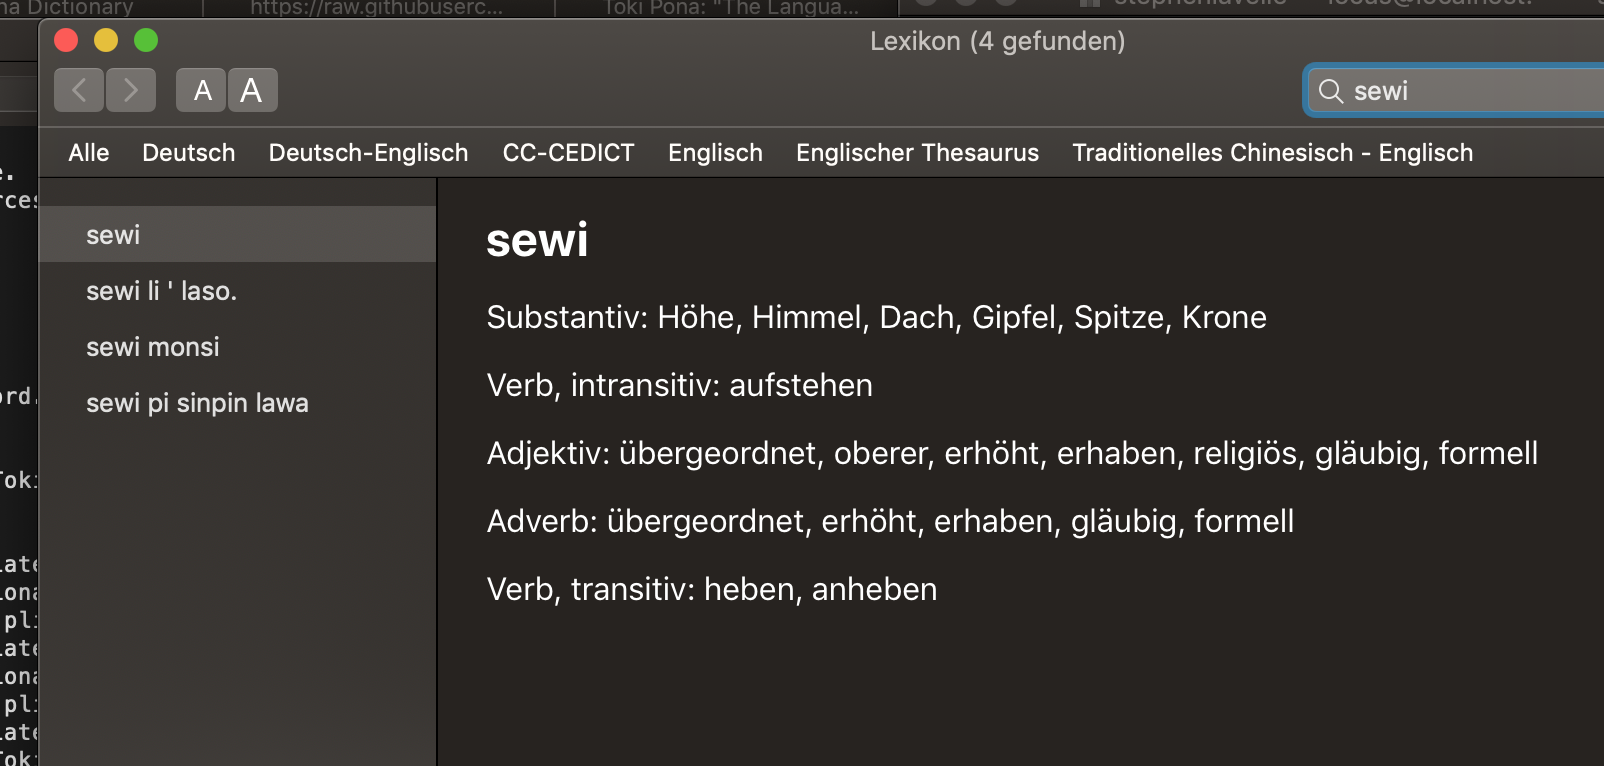 Dictionary
https://raw.githubuserc...
Toki Pona: "The Langua...
Lexikon (4 gefunden)
A A
sewi
Alle Deutsch Deutsch-Englisch CC-CEDICT Englisch Englischer Thesaurus Traditionelles Chinesisch - Englisch
sewi
sewi li ' laso.
sewi monsi
sewi pi sinpin lawa
sewi
Substantiv: Höhe, Himmel, Dach, Gipfel, Spitze, Krone
Verb, intransitiv: aufstehen
Adjektiv: übergeordnet, oberer, erhöht, erhaben, religiös, gläubig, formell
Adverb: übergeordnet, erhöht, erhaben, gläubig, formell
Verb, transitiv: heben, anheben